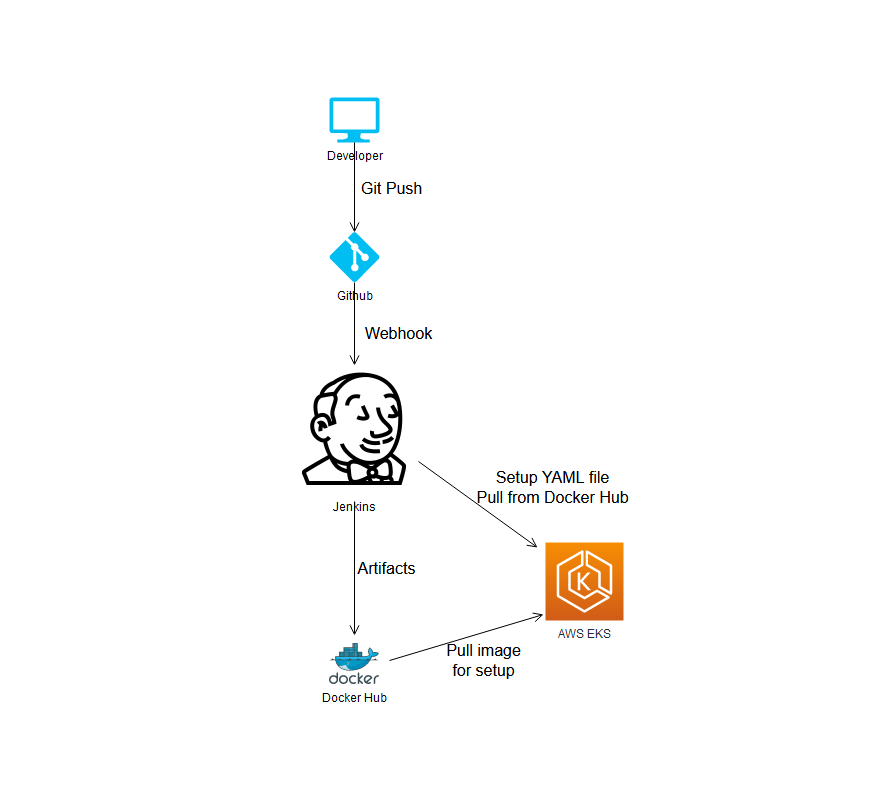 Developer
Git Push
Github
Webhook
Jenkins
Setup YAML file
Pull from Docker Hub
Artifacts
K
AWS EKS
Pull image
for setup
docker
Docker Hub